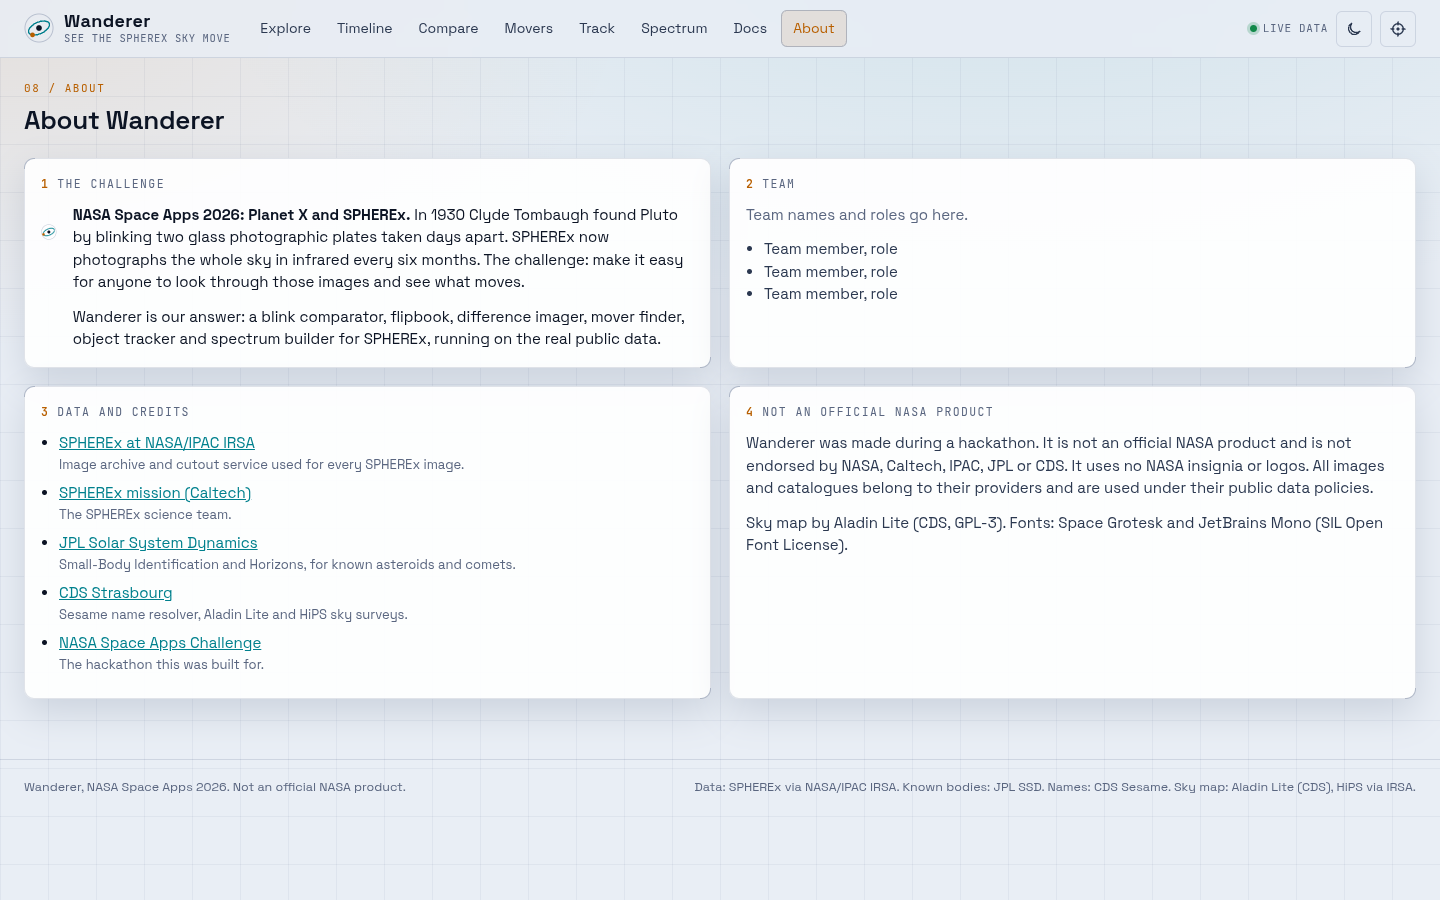 Wanderer
SEE THE SPHEREX SKY MOVE
Explore
Timeline
Compare
Movers
Track
Spectrum
Docs
About
LIVE DATA
08 / ABOUT
About Wanderer
1 THE CHALLENGE
NASA Space Apps 2026: Planet X and SPHEREx. In 1930 Clyde Tombaugh found Pluto
by blinking two glass photographic plates taken days apart. SPHEREx now
photographs the whole sky in infrared every six months. The challenge: make it easy
for anyone to look through those images and see what moves.
Wanderer is our answer: a blink comparator, flipbook, difference imager, mover finder,
object tracker and spectrum builder for SPHEREx, running on the real public data.
2 TEAM
Team names and roles go here.
• Team member, role
• Team member, role
• Team member, role
3 DATA AND CREDITS
• SPHEREx at NASA/IPAC IRSA
Image archive and cutout service used for every SPHEREx image.
• SPHEREx mission (Caltech)
The SPHEREx science team.
• JPL Solar System Dynamics
Small-Body Identification and Horizons, for known asteroids and comets.
• CDS Strasbourg
Sesame name resolver, Aladin Lite and HiPS sky surveys.
• NASA Space Apps Challenge
The hackathon this was built for.
4 NOT AN OFFICIAL NASA PRODUCT
Wanderer was made during a hackathon. It is not an official NASA product and is not
endorsed by NASA, Caltech, IPAC, JPL or CDS. It uses no NASA insignia or logos. All images
and catalogues belong to their providers and are used under their public data policies.
Sky map by Aladin Lite (CDS, GPL-3). Fonts: Space Grotesk and JetBrains Mono (SIL Open
Font License).
Wanderer, NASA Space Apps 2026. Not an official NASA product.
Data: SPHEREx via NASA/IPAC IRSA. Known bodies: JPL SSD. Names: CDS Sesame. Sky map: Aladin Lite (CDS), HiPS via IRSA.